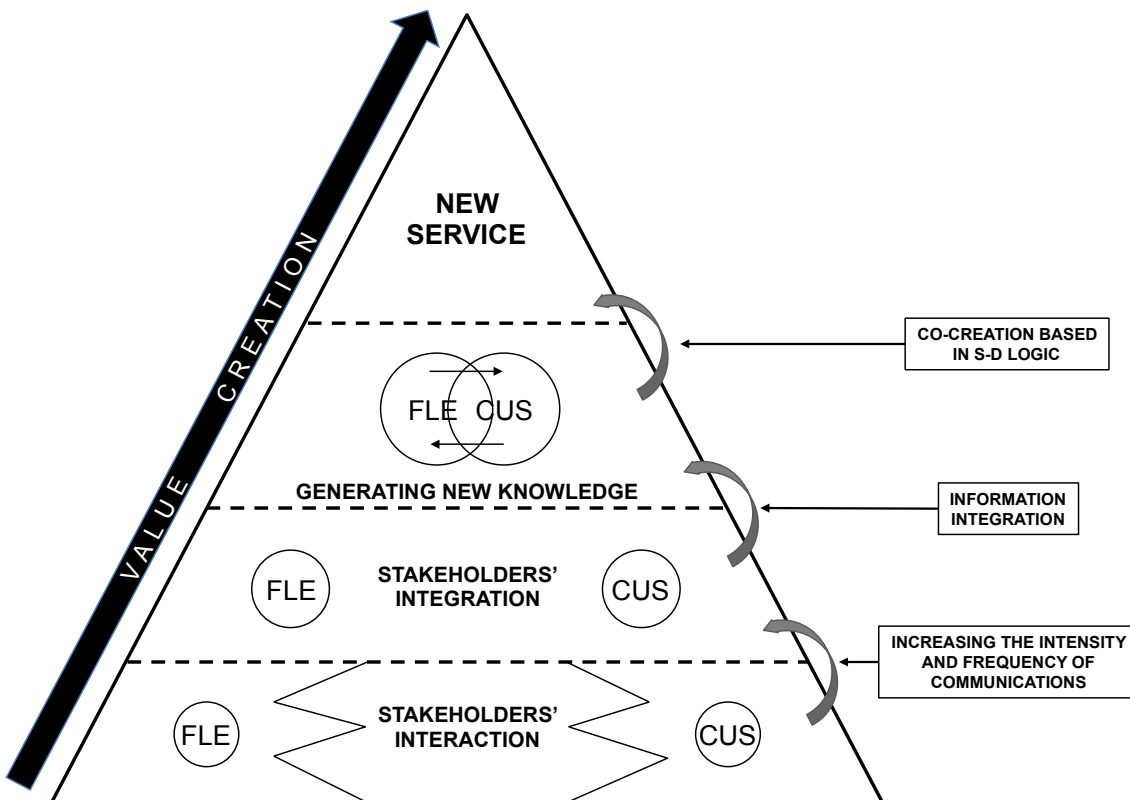 VALUE CREATION
NEW
SERVICE
CO-CREATION BASED
IN S-D LOGIC
FLE CUS
GENERATING NEW KNOWLEDGE
INFORMATION
INTEGRATION
FLE
STAKEHOLDERS’
INTEGRATION
CUS
INCREASING THE INTENSITY
AND FREQUENCY OF
COMMUNICATIONS
FLE
STAKEHOLDERS’
INTERACTION
CUS